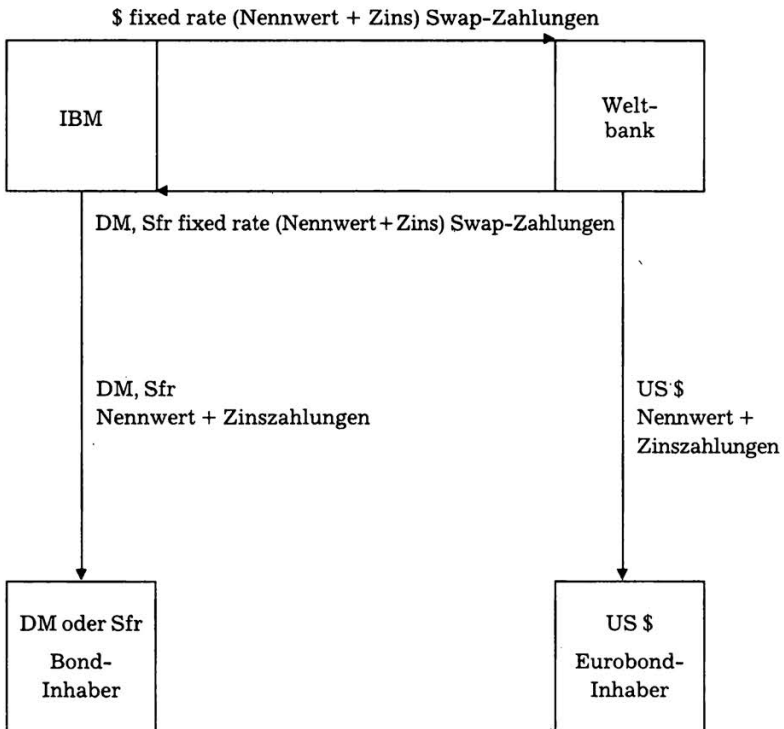 $ fixed rate (Nennwert + Zins) Swap-Zahlungen
IBM
Welt-
bank
DM, Sfr fixed rate (Nennwert + Zins) Swap-Zahlungen
DM, Sfr
Nennwert + Zinszahlungen
US $
Nennwert +
Zinszahlungen
DM oder Sfr
Bond-
Inhaber
US $
Eurobond-
Inhaber